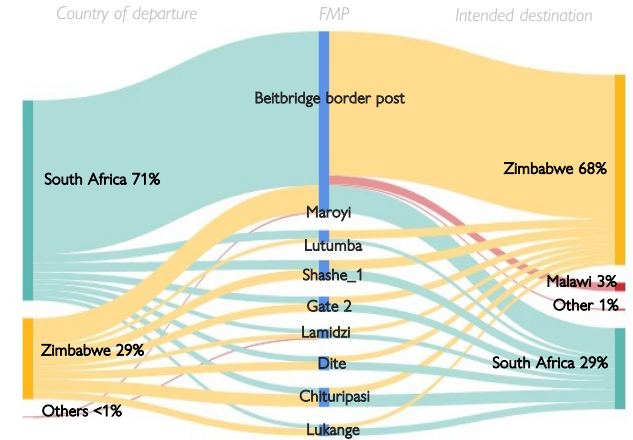 Country of departure
FMP
Intended destination
Beitbridge border post
Zimbabwe 68%
South Africa 71%
Maroyi
Lutumba
Shashe_1
Malawi 3%
Gate 2
Other 1%
Lamidzi
Zimbabwe 29%
Dite
South Africa 29%
Chituripasi
Others <1%
Lukange